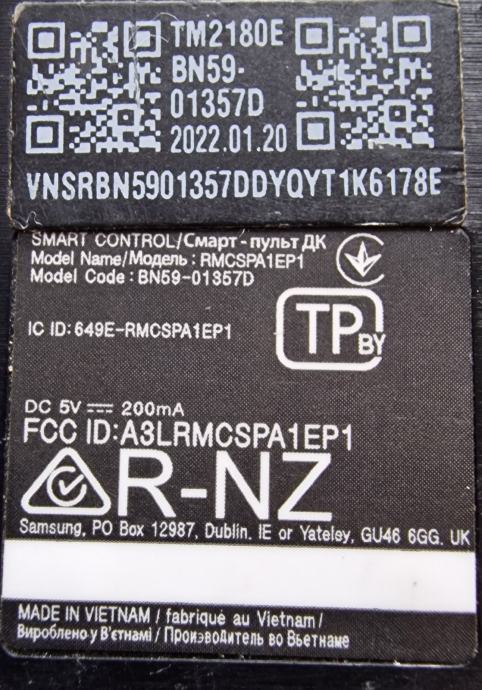 TM2180E
BN59-
01357D
2022.01.20
VNSRBN5901357DDYQYT1K6178E
SMART CONTROL/Смарт-пульт ДК
Model Name/Модель : RMCSPA1EP1
Model Code : BN59-01357D
IC ID: 649E-RMCSPA1EP1
TP BY
DC 5V ⎓ 200mA
FCC ID: A3LRMCSPA1EP1
R-NZ
Samsung, PO Box 12987, Dublin. IE or Yateley, GU46 6GG. UK
MADE IN VIETNAM / fabriqué au Vietnam /
Вироблено у В'єтнамі / Произведено во Вьетнаме